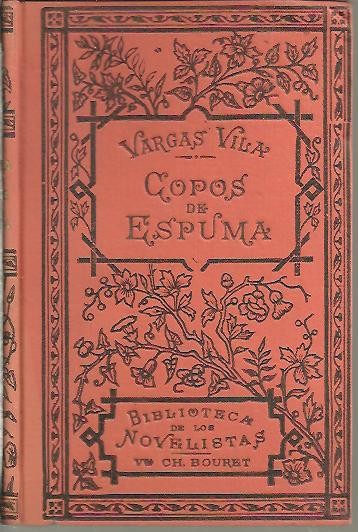 VARGAS VILA
COPOS
DE
ESPUMA
BIBLIOTECA
DE LOS
NOVELISTAS
VDA CH. BOURET